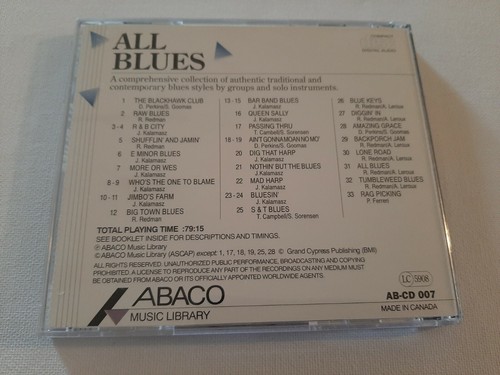 ALL
BLUES
A comprehensive collection of authentic traditional and
contemporary blues styles by groups and solo instruments.
1 THE BLACKHAWK CLUB
D. Perkins/S. Goomas
2 RAW BLUES
R. Redman
3-4 R & B CITY
J. Kalamasz
5 SHUFFLIN' AND JAMIN'
R. Redman
6 E MINOR BLUES
J. Kalamasz
7 MORE OR WES
J. Kalamasz
8-9 WHO'S THE ONE TO BLAME
J. Kalamasz
10-11 JIMBO'S FARM
J. Kalamasz
12 BIG TOWN BLUES
R. Redman
13-15 BAR BAND BLUES
J. Kalamasz
16 QUEEN SALLY
J. Kalamasz
17 PASSING THRU
T. Campbell/S. Sorensen
18-19 AIN'T GONNA MOAN NO MO'
D. Perkins/S. Goomas
20 DIG THAT HARP
J. Kalamasz
21 NOTHIN' BUT THE BLUES
J. Kalamasz
22 MAD HARP
J. Kalamasz
23-24 BLUESIN'
J. Kalamasz
25 S & T BLUES
T. Campbell/S. Sorensen
26 BLUE KEYS
R. Redman/A. Leroux
27 DIGGIN' IN
R. Redman/A. Leroux
28 AMAZING GRACE
D. Perkins/S. Goomas
29 BACKPORCH JAM
R. Redman/A. Leroux
30 LONE ROAD
R. Redman/A. Leroux
31 ALL BLUES
R. Redman/A. Leroux
32 TUMBLEWEED BLUES
R. Redman/A. Leroux
33 RAG PICKING
P. Ferreri
TOTAL PLAYING TIME :79:15
SEE BOOKLET INSIDE FOR DESCRIPTIONS AND TIMINGS.
℗ ABACO Music Library
© ABACO Music Library (ASCAP) except 1, 17, 18, 19, 25, 28 © Grand Cypress Publishing (BMI)
ALL RIGHTS RESERVED. UNAUTHORIZED PUBLIC PERFORMANCE, BROADCASTING AND COPYING
PROHIBITED. A LICENSE TO REPRODUCE ANY PART OF THE RECORDINGS ON ANY MEDIUM MUST
BE OBTAINED FROM ABACO OR ITS OFFICIALLY APPOINTED WORLDWIDE AGENTS.
LC 5908
ABACO
MUSIC LIBRARY
AB-CD 007
MADE IN CANADA